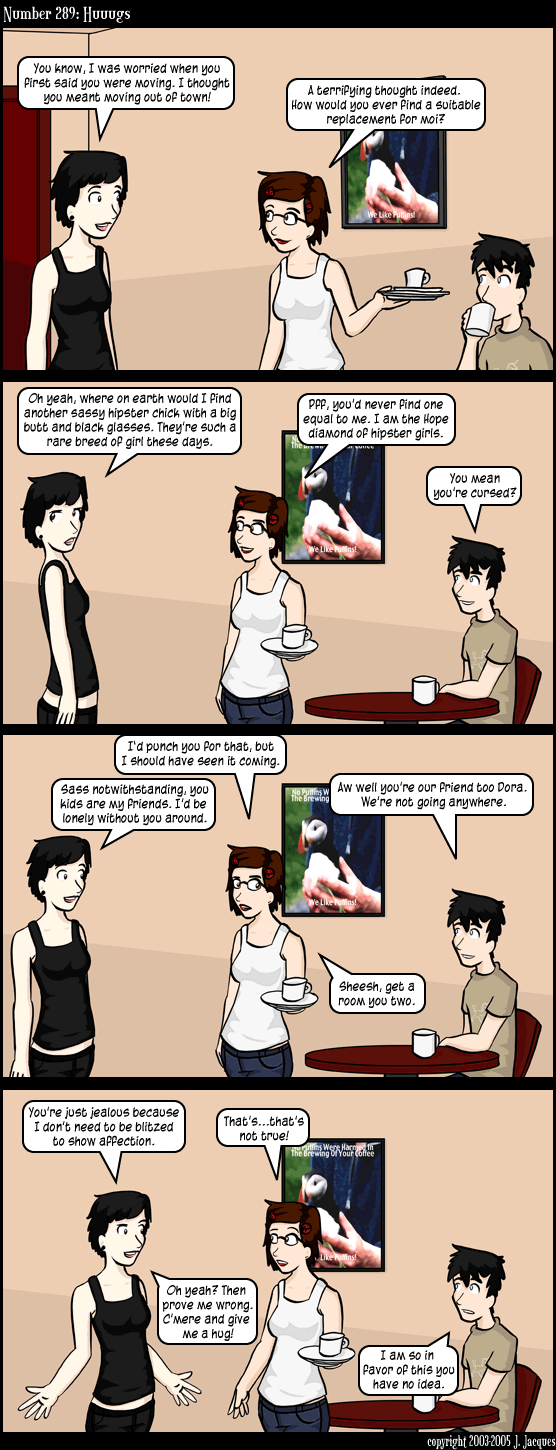 Number 289: Huuugs
You know, I was worried when you
first said you were moving. I thought
you meant moving out of town!
A terrifying thought indeed.
How would you ever find a suitable
replacement for moi?
We Like Puffins!
Oh yeah, where on earth would I find
another sassy hipster chick with a big
butt and black glasses. They're such a
rare breed of girl these days.
Pff, you'd never find one
equal to me. I am the Hope
diamond of hipster girls.
You mean
you're cursed?
We Like Puffins!
I'd punch you for that, but
I should have seen it coming.
Sass notwithstanding, you
kids are my friends. I'd be
lonely without you around.
Aw well you're our friend too Dora.
We're not going anywhere.
No Puffins W
The Brewing
We Like Puffins!
Sheesh, get a
room you two.
You're just jealous because
I don't need to be blitzed
to show affection.
That's...that's
not true!
No Puffins Were Harmed In
The Brewing Of Your Coffee
Like Puffins!
Oh yeah? Then
prove me wrong.
C'mere and give
me a hug!
I am so in
favor of this you
have no idea.
copyright 2003-2005 J. Jacques